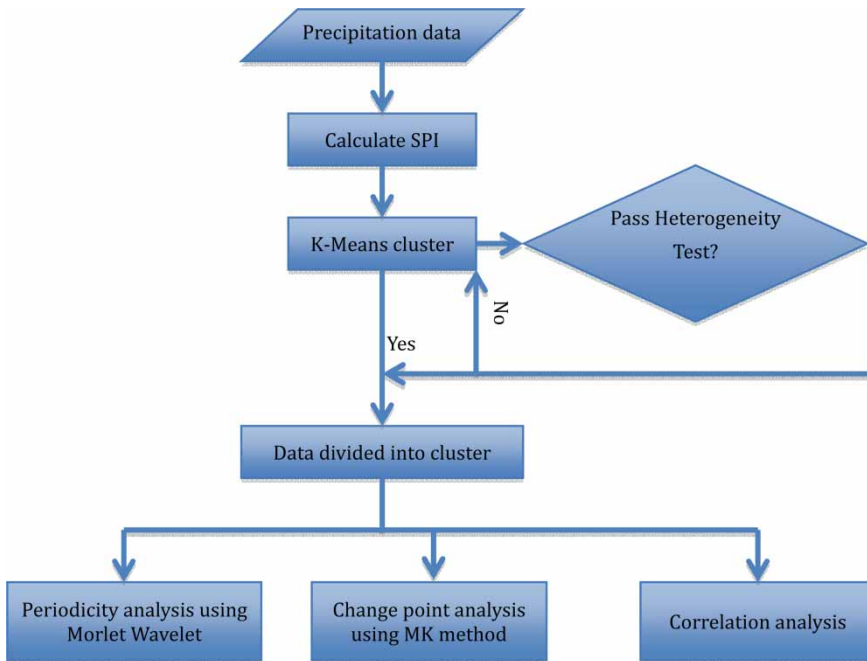 Precipitation data
Calculate SPI
K-Means cluster
Pass Heterogeneity
Test?
No
Yes
Data divided into cluster
Periodicity analysis using
Morlet Wavelet
Change point analysis
using MK method
Correlation analysis